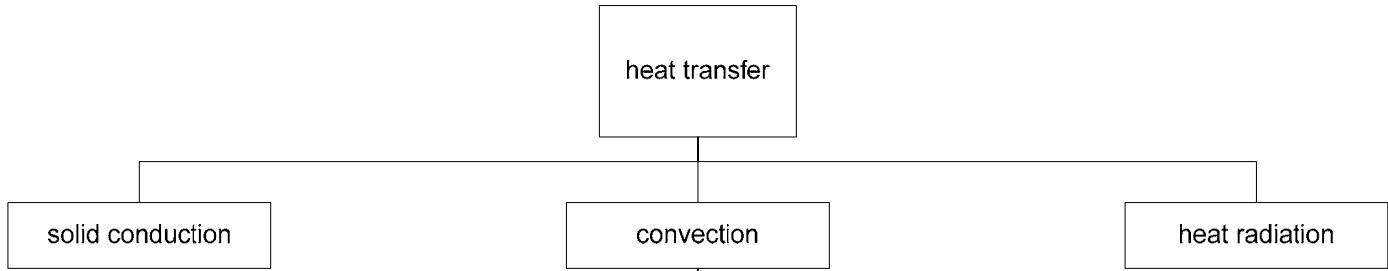 heat transfer
solid conduction
convection
heat radiation